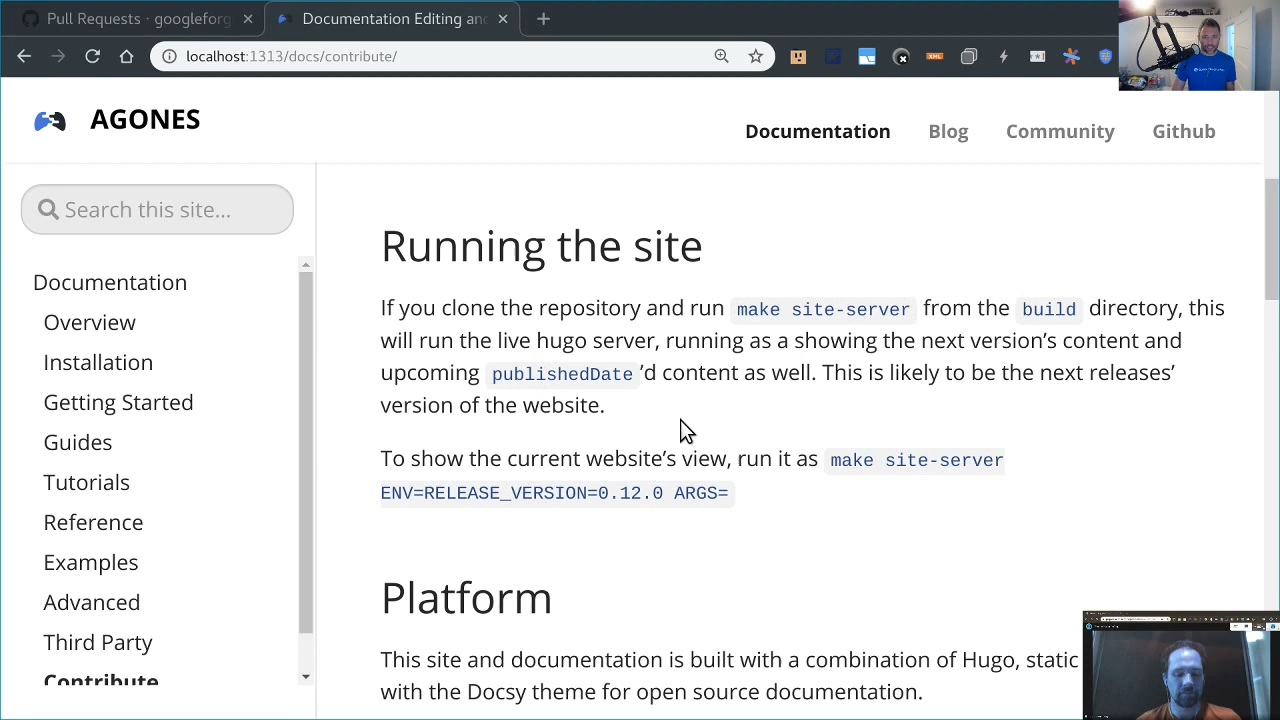 Pull Requests · googleforg
Documentation Editing and
localhost:1313/docs/contribute/
XML
AGONES
Documentation
Blog
Community
Github
Search this site...
Documentation
Overview
Installation
Getting Started
Guides
Tutorials
Reference
Examples
Advanced
Third Party
Contribute
Running the site
If you clone the repository and run make site-server from the build directory, this
will run the live hugo server, running as a showing the next version’s content and
upcoming publishedDate ’d content as well. This is likely to be the next releases’
version of the website.
To show the current website’s view, run it as make site-server
ENV=RELEASE_VERSION=0.12.0 ARGS=
Platform
This site and documentation is built with a combination of Hugo, static
with the Docsy theme for open source documentation.